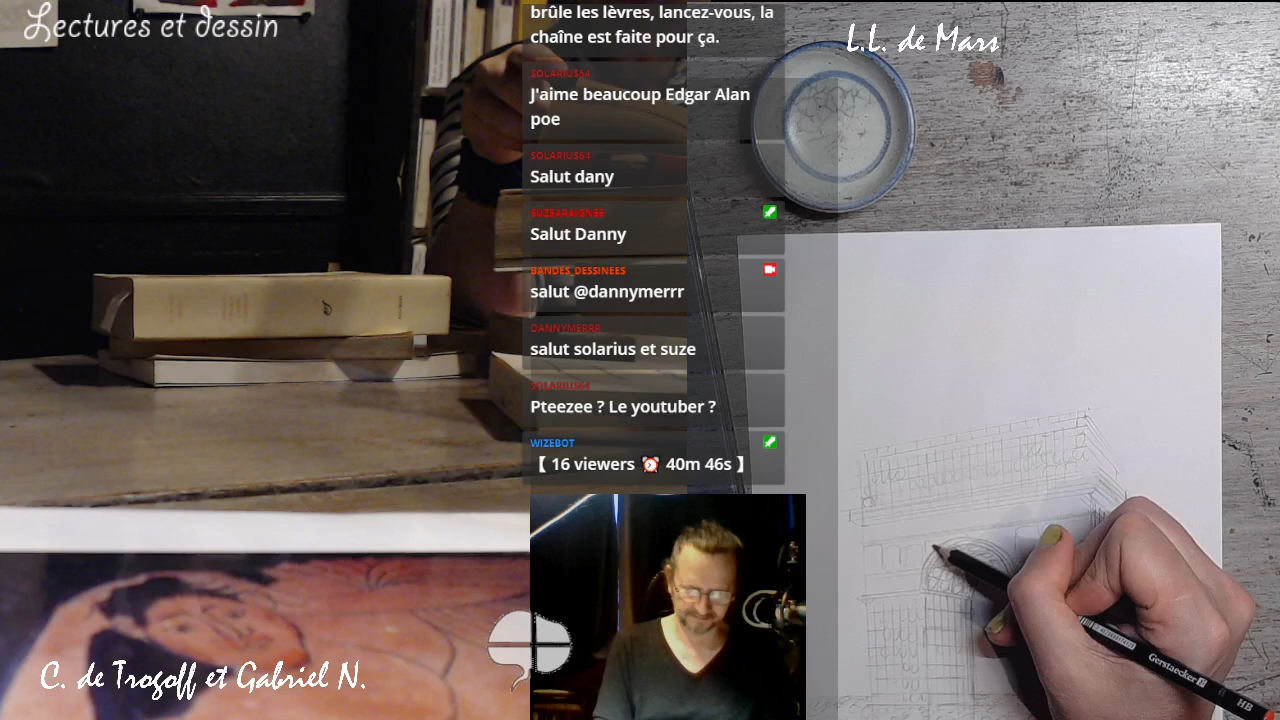 Lectures et dessin
L.L. de Mars
brûle les lèvres, lancez-vous, la
chaîne est faite pour ça.
SOLARIUS64
J'aime beaucoup Edgar Alan
poe
SOLARIUS64
Salut dany
SUZEARAIGNEE
Salut Danny
BANDES_DESSINEES
salut @dannymerrr
DANNYMERRR
salut solarius et suze
SOLARIUS64
Pteezee ? Le youtuber ?
WIZEBOT
【 16 viewers ⏰ 40m 46s 】
C. de Trogoff et Gabriel N.
Gerstaecker
HB